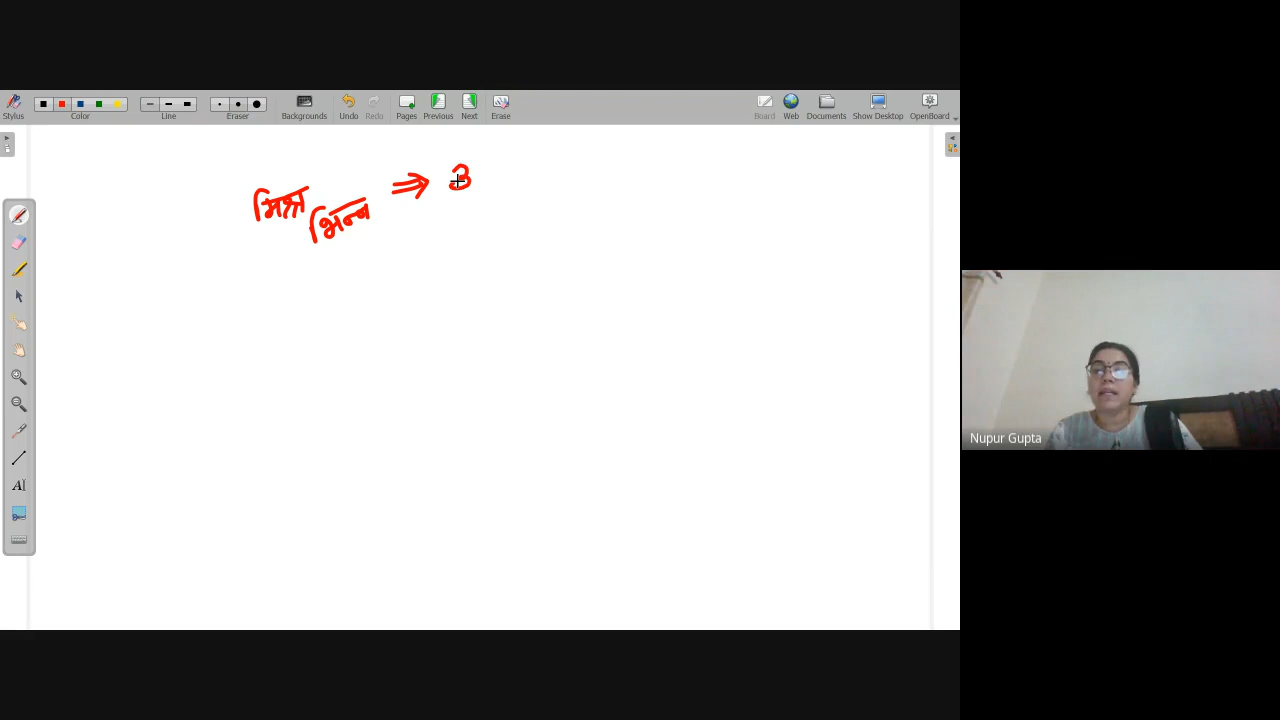 Stylus Color Line Eraser Backgrounds Undo Redo Pages Previous Next Erase Board Web Documents Show Desktop OpenBoard
मिश्र भिन्न ⇒ 3
Nupur Gupta